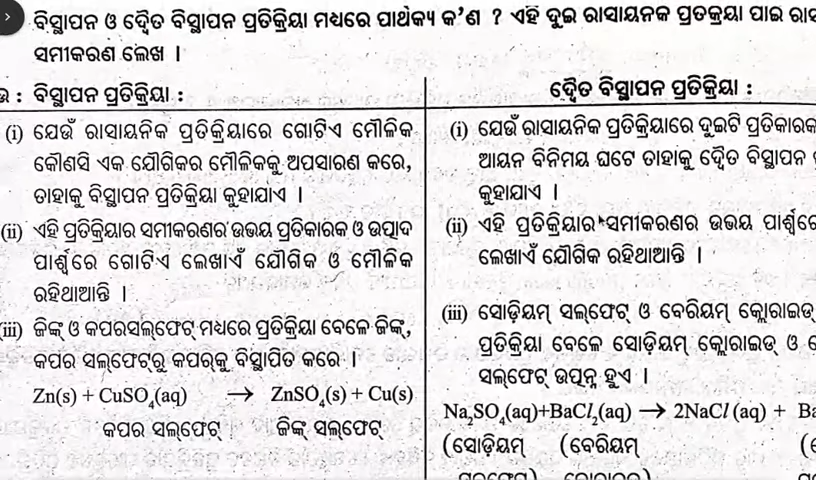 ବିସ୍ଥାପନ ଓ ଦ୍ବୈତ ବିସ୍ଥାପନ ପ୍ରତିକ୍ରିୟା ମଧ୍ୟରେ ପାର୍ଥକ୍ୟ କ'ଣ ? ଏହି ଦୁଇ ରାସାୟନିକ
ସମୀକରଣ ଲେଖ ।
ବିସ୍ଥାପନ ପ୍ରତିକ୍ରିୟା :
(i) ଯେଉଁ ରାସାୟନିକ ପ୍ରତିକ୍ରିୟାରେ ଗୋଟିଏ ମୌଳିକ
କୌଣସି ଏକ ଯୌଗିକର ମୌଳିକକୁ ଅପସାରଣ କରେ,
ତାହାକୁ ବିସ୍ଥାପନ ପ୍ରତିକ୍ରିୟା କୁହାଯାଏ ।
(ii) ଏହି ପ୍ରତିକ୍ରିୟାର ସମୀକରଣର ଉଭୟ ପ୍ରତିକାରକ ଓ ଉତ୍ପାଦ
ପାର୍ଶ୍ୱରେ ଗୋଟିଏ ଲେଖାଏଁ ଯୌଗିକ ଓ ମୌଳିକ
ରହିଥାଆନ୍ତି ।
(iii) ଜିଙ୍କ୍ ଓ କପରସଲ୍‌ଫେଟ୍ ମଧ୍ୟରେ ପ୍ରତିକ୍ରିୟା ବେଳେ ଜିଙ୍କ୍,
କପର ସଲ୍‌ଫେଟ୍‌ରୁ କପର୍‌କୁ ବିସ୍ଥାପିତ କରେ ।
Zn(s) + CuSO₄(aq) → ZnSO₄(s) + Cu(s)
କପର ସଲ୍‌ଫେଟ୍ ଜିଙ୍କ୍ ସଲ୍‌ଫେଟ୍
ଦ୍ବୈତ ବିସ୍ଥାପନ ପ୍ରତିକ୍ରିୟା :
(i) ଯେଉଁ ରାସାୟନିକ ପ୍ରତିକ୍ରିୟାରେ ଦୁଇଟି ପ୍ରତିକାରକ
ଆୟନ ବିନିମୟ ଘଟେ ତାହାକୁ ଦ୍ବୈତ ବିସ୍ଥାପନ
କୁହାଯାଏ ।
(ii) ଏହି ପ୍ରତିକ୍ରିୟାର ସମୀକରଣର ଉଭୟ ପାର୍ଶ୍ୱରେ
ଲେଖାଏଁ ଯୌଗିକ ରହିଥାଆନ୍ତି ।
(iii) ସୋଡ଼ିୟମ୍ ସଲ୍‌ଫେଟ୍ ଓ ବେରିୟମ୍ କ୍ଲୋରାଇଡ୍
ପ୍ରତିକ୍ରିୟା ବେଳେ ସୋଡ଼ିୟମ୍ କ୍ଲୋରାଇଡ୍ ଓ
ସଲ୍‌ଫେଟ୍ ଉତ୍ପନ୍ନ ହୁଏ ।
Na₂SO₄(aq)+BaCl₂(aq) → 2NaCl (aq) + Ba
(ସୋଡ଼ିୟମ୍ (ବେରିୟମ୍